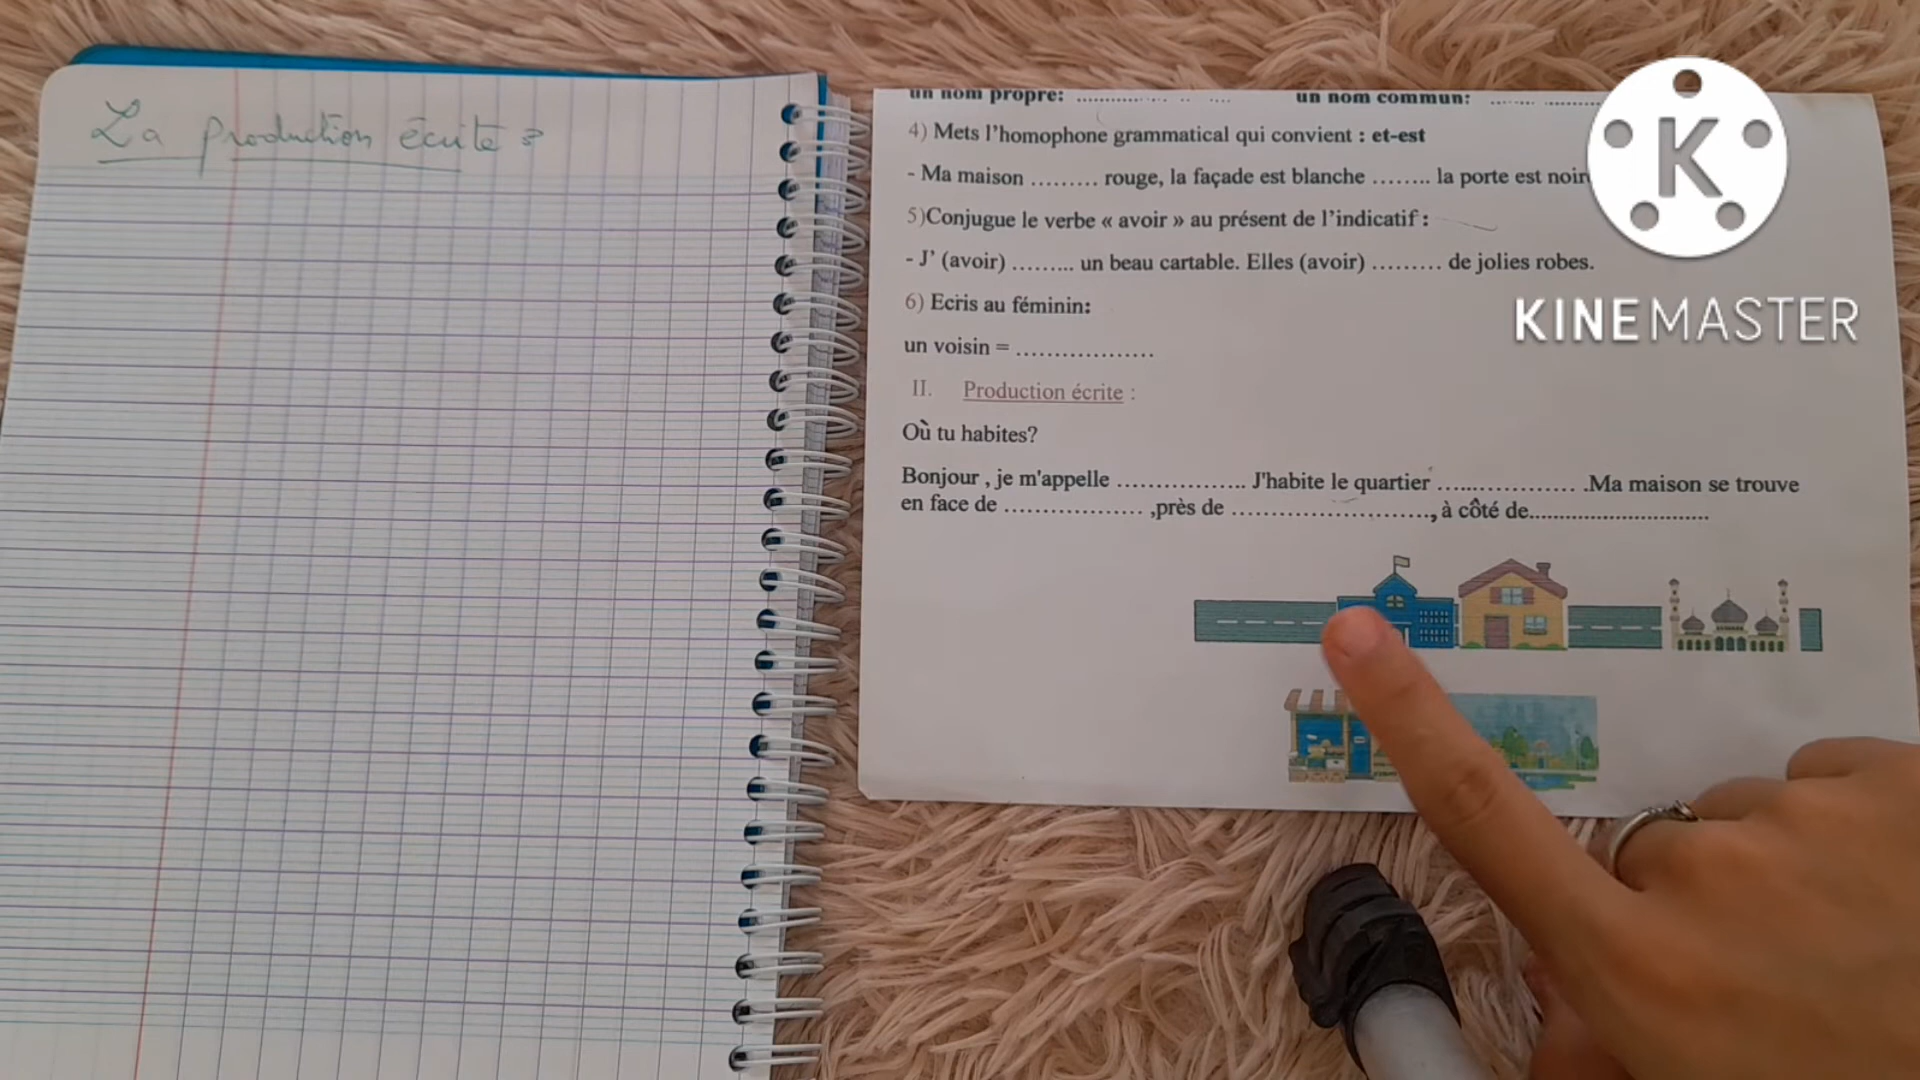 La production écrite :
un nom propre: ................ un nom commun: ................
4) Mets l'homophone grammatical qui convient : et-est
- Ma maison ......... rouge, la façade est blanche ........ la porte est
5)Conjugue le verbe « avoir » au présent de l'indicatif :
- J' (avoir) ......... un beau cartable. Elles (avoir) ......... de jolies robes.
6) Ecris au féminin:
un voisin = ..................
II. Production écrite :
Où tu habites?
Bonjour , je m'appelle ................ J'habite le quartier .................. .Ma maison se trouve
en face de ................. ,près de ........................., à côté de..............................
K
KINEMASTER